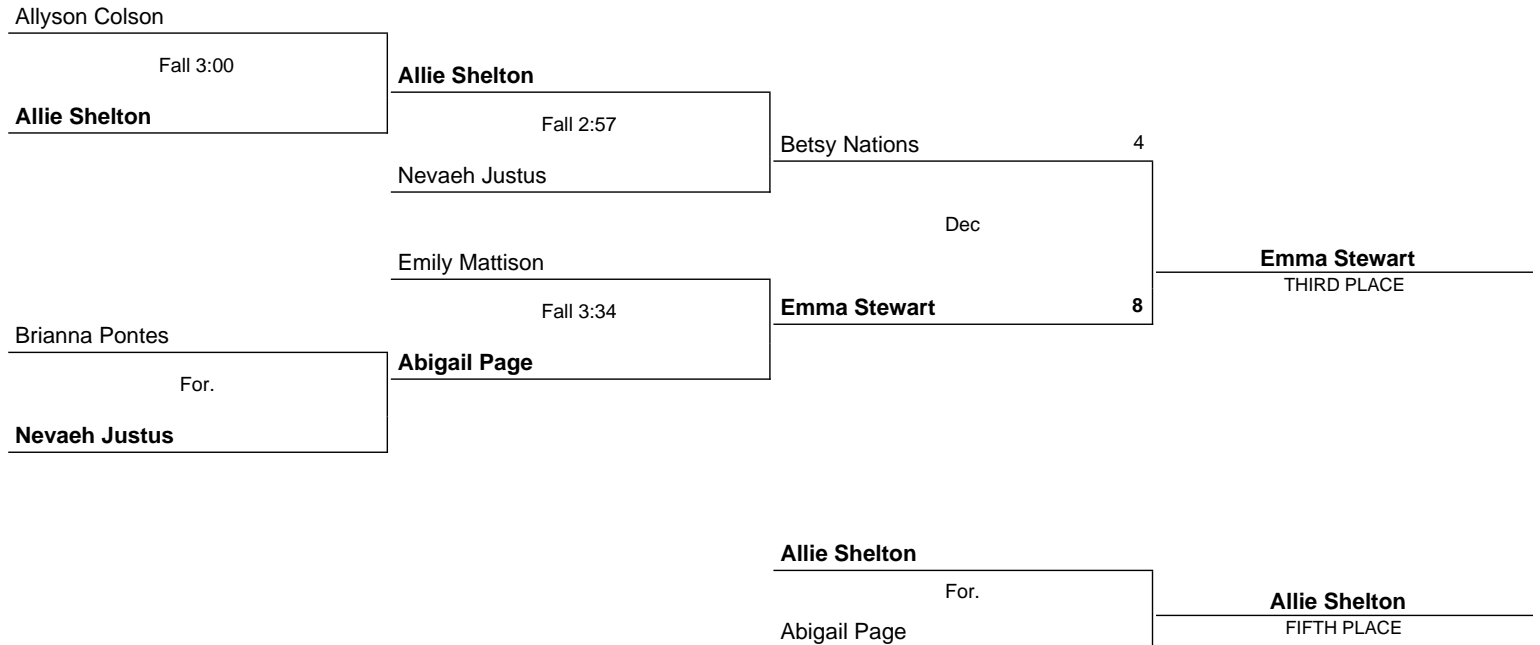 Allyson Colson
Fall 3:00
Allie Shelton
Allie Shelton
Fall 2:57
Nevaeh Justus
Betsy Nations 4
Dec
Emma Stewart 8
Emma Stewart
THIRD PLACE
Emily Mattison
Fall 3:34
Abigail Page
Brianna Pontes
For.
Nevaeh Justus
Allie Shelton
For.
Abigail Page
Allie Shelton
FIFTH PLACE